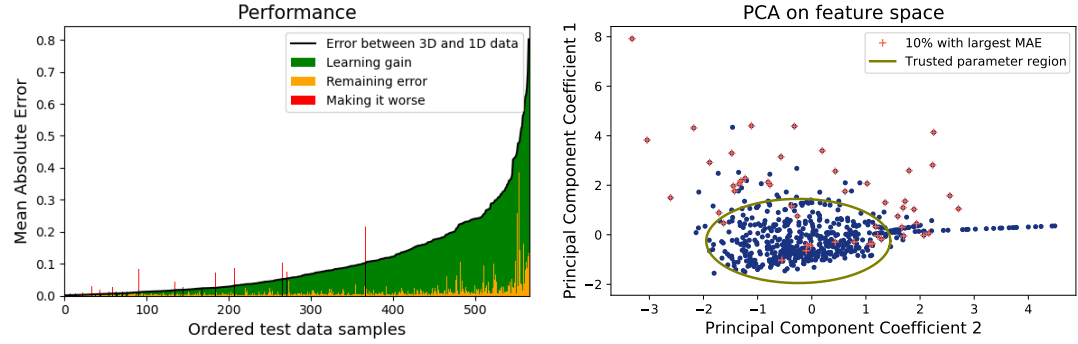 Performance
Mean Absolute Error
0.8
0.7
0.6
0.5
0.4
0.3
0.2
0.1
0.0
Error between 3D and 1D data
Learning gain
Remaining error
Making it worse
0
100
200
300
400
500
Ordered test data samples
PCA on feature space
Principal Component Coefficient 1
8
6
4
2
0
−2
10% with largest MAE
Trusted parameter region
−3
−2
−1
0
1
2
3
4
Principal Component Coefficient 2